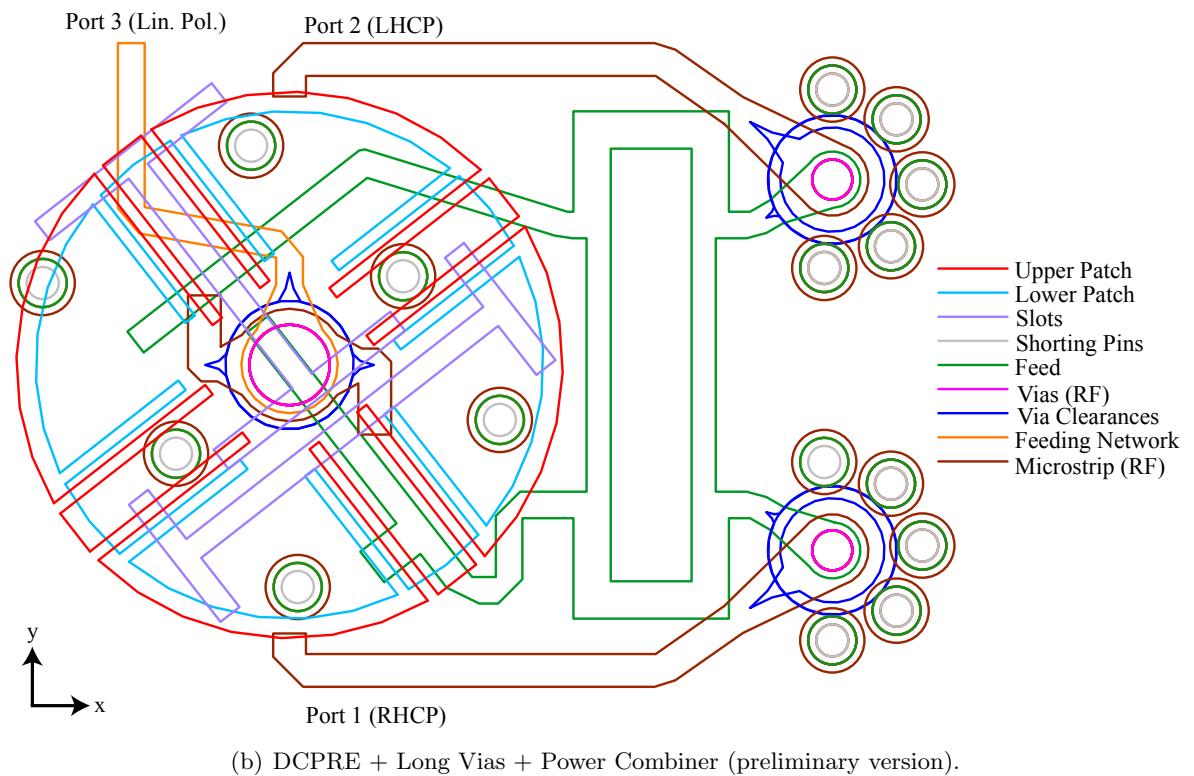 Port 3 (Lin. Pol.)
Port 2 (LHCP)
Upper Patch
Lower Patch
Slots
Shorting Pins
Feed
Vias (RF)
Via Clearances
Feeding Network
Microstrip (RF)
y
x
Port 1 (RHCP)
(b) DCPRE + Long Vias + Power Combiner (preliminary version).